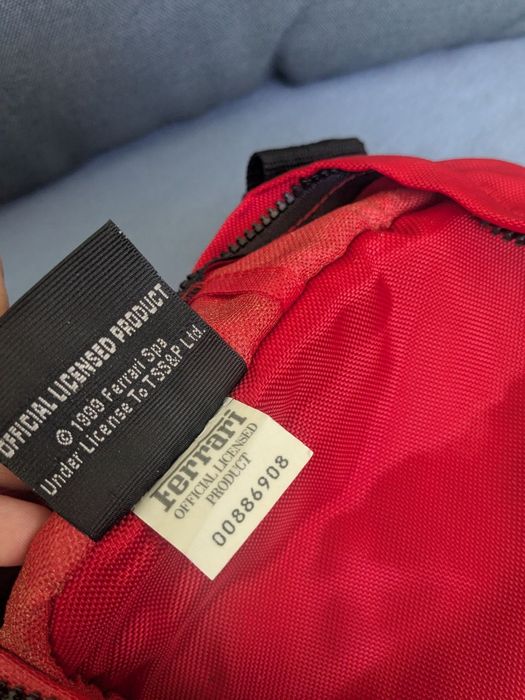 OFFICIAL LICENSED PRODUCT
© 1999 Ferrari Spa
Under License To TSS&P Ltd.
Ferrari
OFFICIAL LICENSED
PRODUCT
00886908